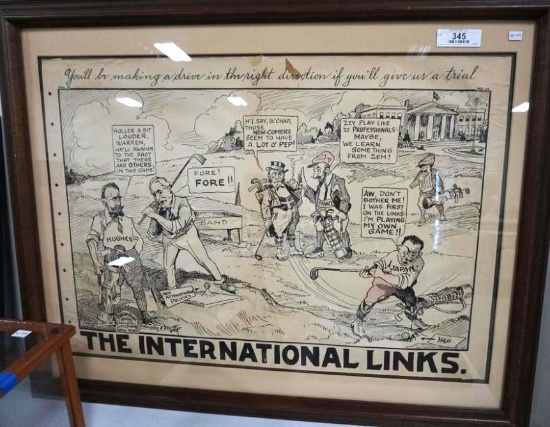 345
You'll be making a drive in the right direction if you'll give us a trial
HOLLER A BIT
LOUDER,
WARREN,
HE'LL AWAKEN
TO THE FACT
THAT THERE
ARE OTHERS
IN THIS GAME
FORE!
FORE!!
H'I SAY, OL' CHAP,
THOSE
NEW-COMERS
SEEM TO HAVE
A LOT O' PEP!
ZEY PLAY LIKE
ZE PROFESSIONALS
MAYBE,
WE LEARN
SOMETHING
FROM ZEM!
AW, DON'T
BOTHER ME!
I WAS FIRST
ON THE LINKS
I'M PLAYING
MY OWN
GAME!!
HUGHES
SAND
JAPAN
THE INTERNATIONAL LINKS.